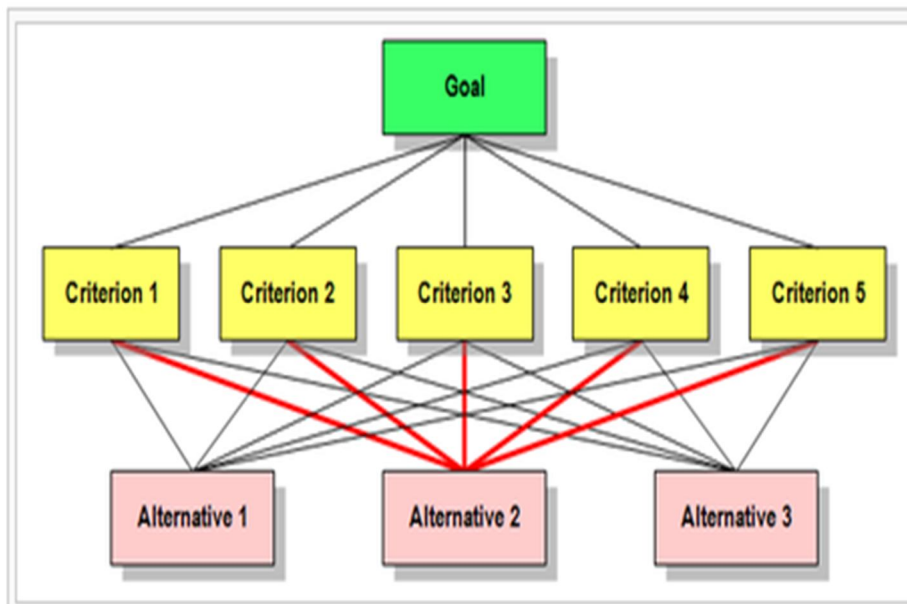 Goal
Criterion 1
Criterion 2
Criterion 3
Criterion 4
Criterion 5
Alternative 1
Alternative 2
Alternative 3